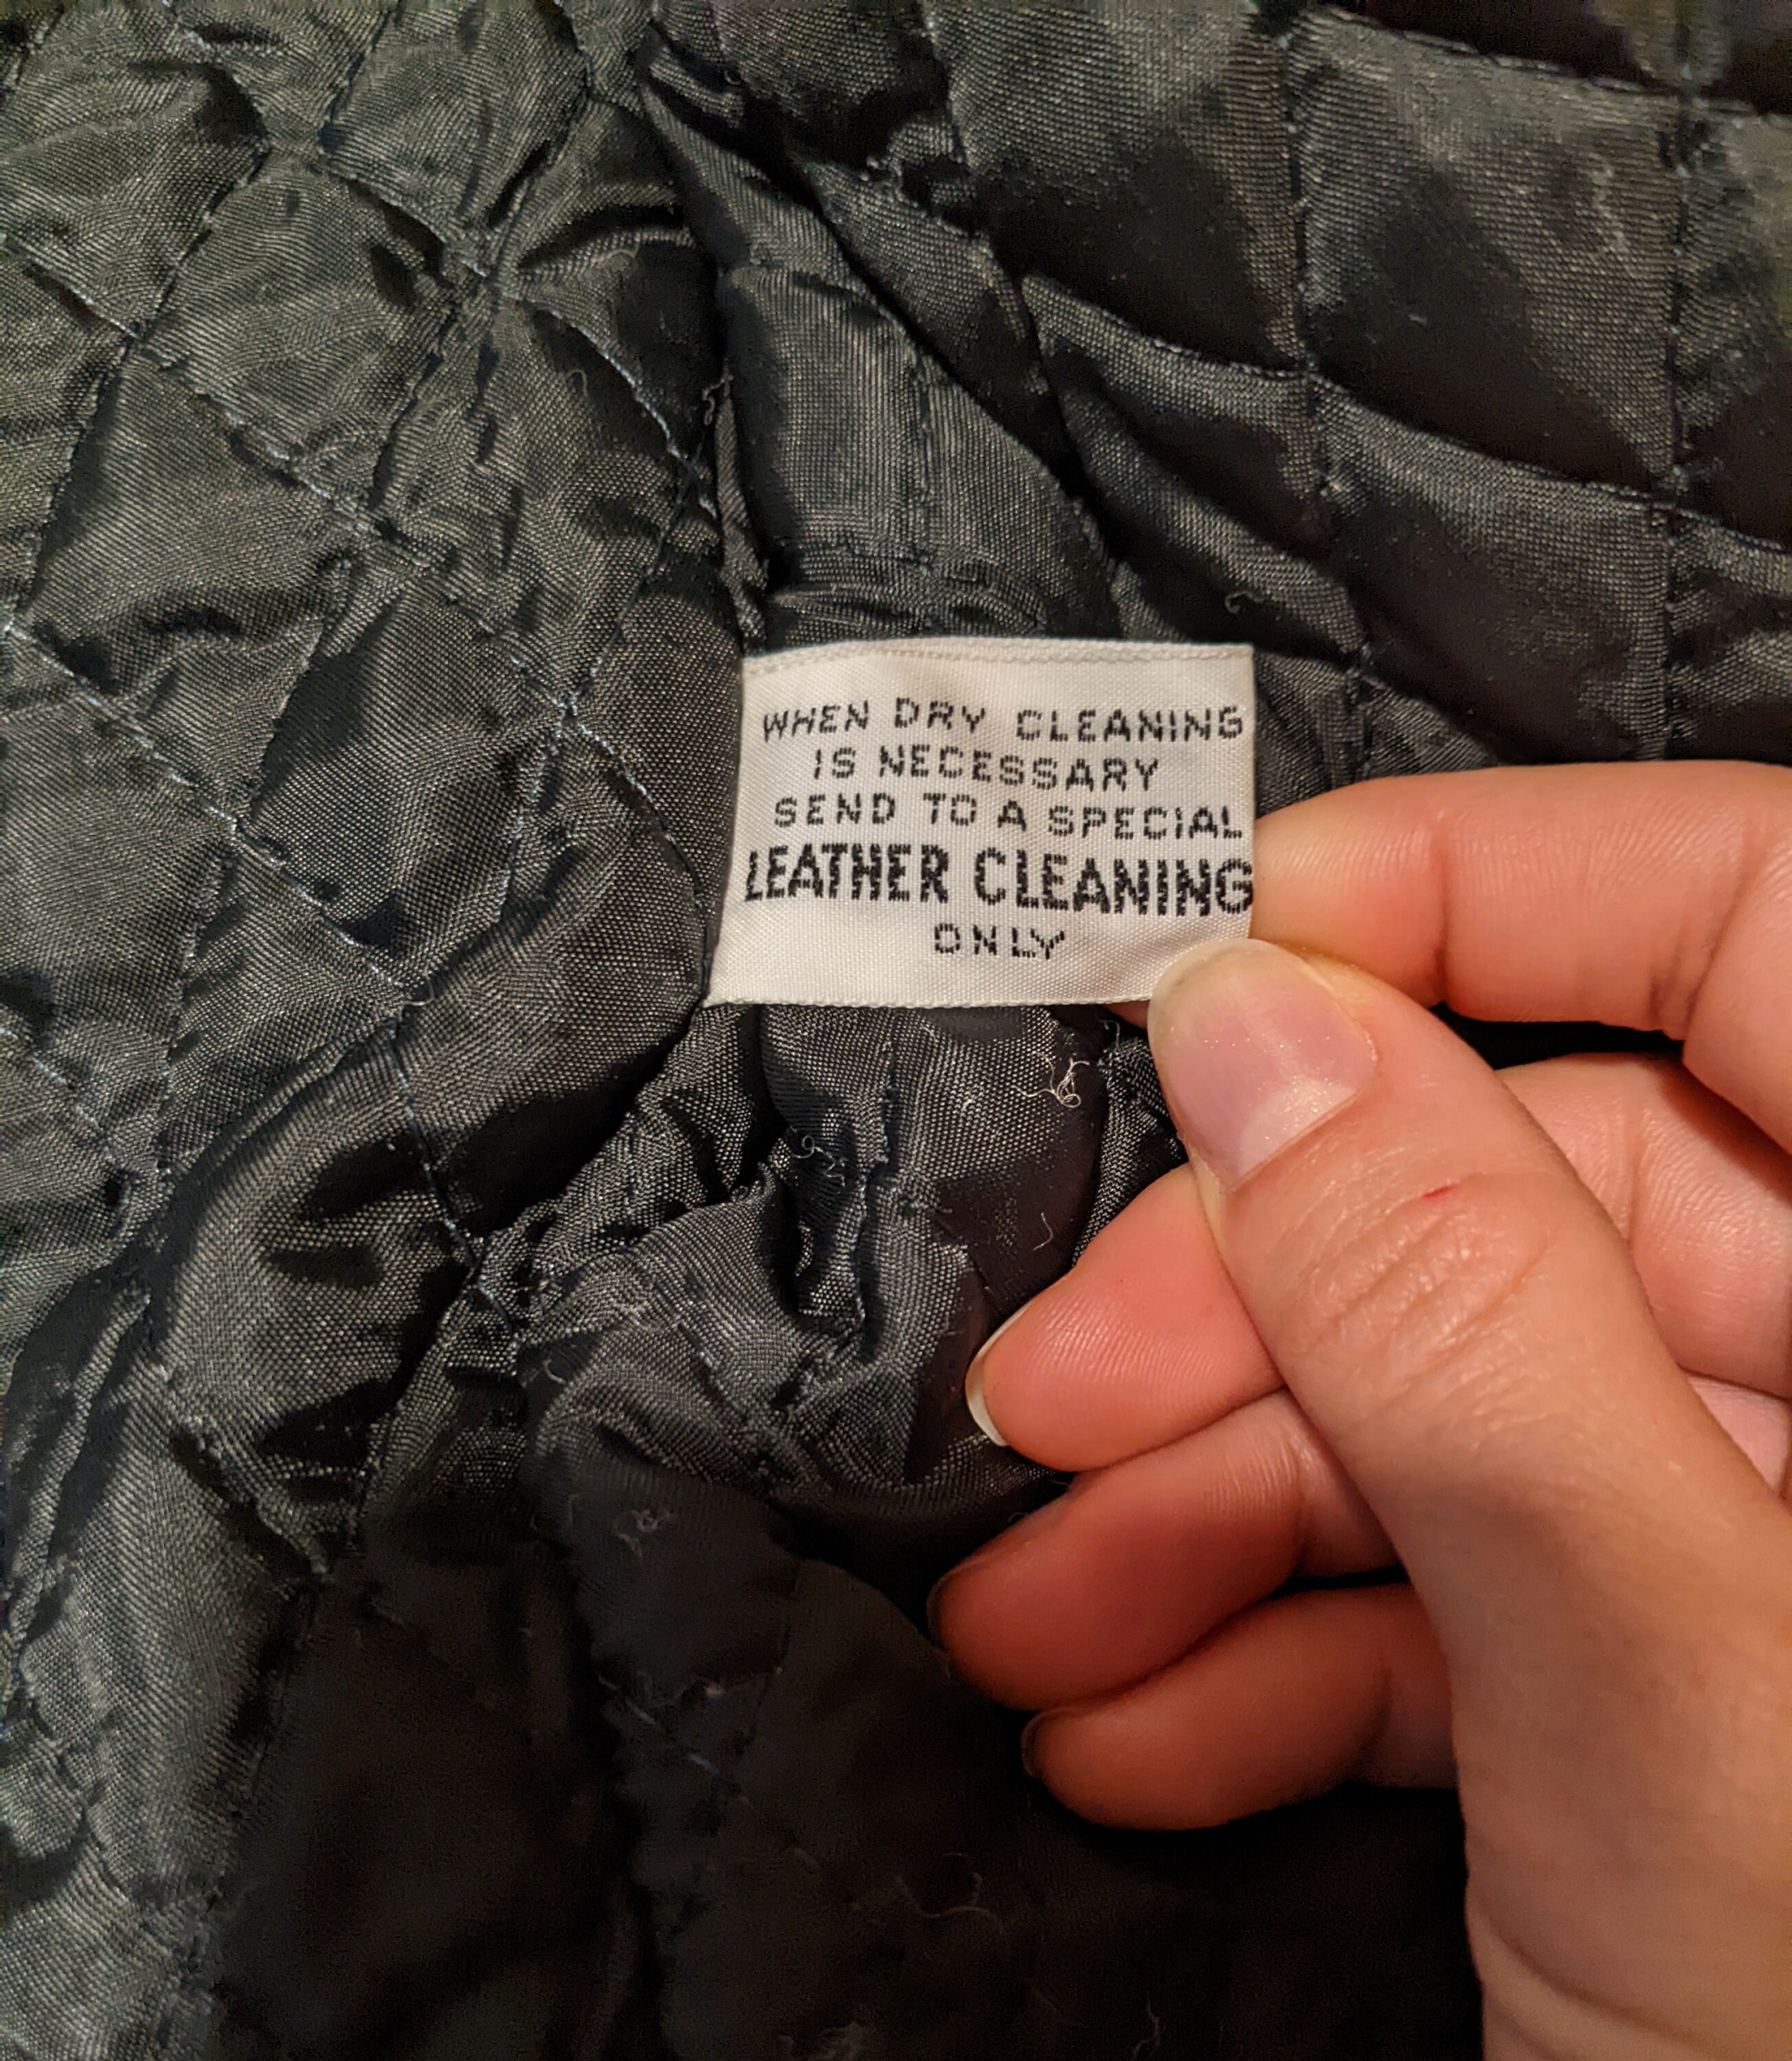 WHEN DRY CLEANING
IS NECESSARY
SEND TO A SPECIAL
LEATHER CLEANING
ONLY